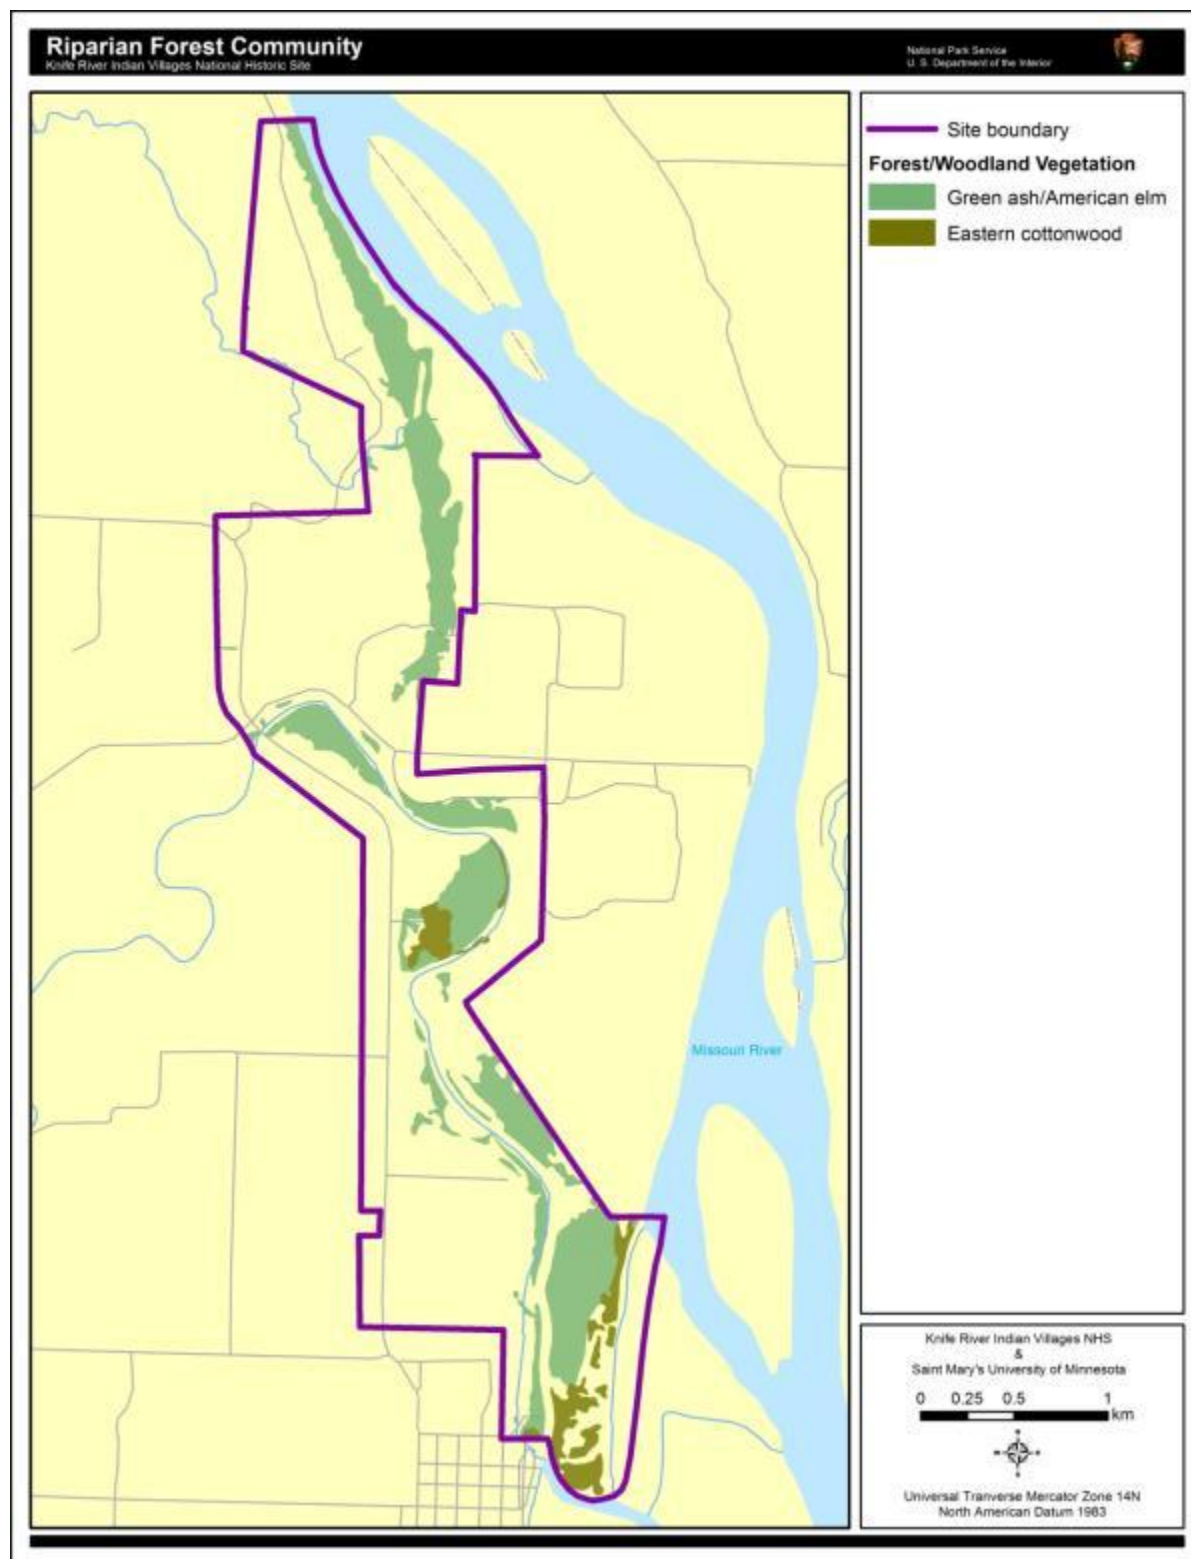 Riparian Forest Community
Knife River Indian Villages National Historic Site
National Park Service
U. S. Department of the Interior
Site boundary
Forest/Woodland Vegetation
Green ash/American elm
Eastern cottonwood
Missouri River
Knife River Indian Villages NHS
&
Saint Mary's University of Minnesota
0 0.25 0.5 1
km
Universal Tranverse Mercator Zone 14N
North American Datum 1983